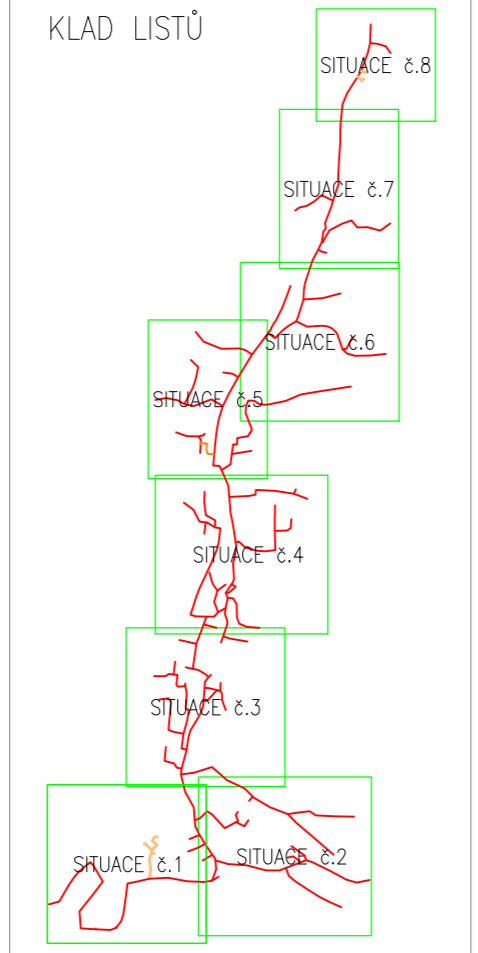 KLAD LISTŮ
SITUACE č.8
SITUACE č.7
SITUACE č.6
SITUACE č.5
SITUACE č.4
SITUACE č.3
SITUACE č.2
SITUACE č.1